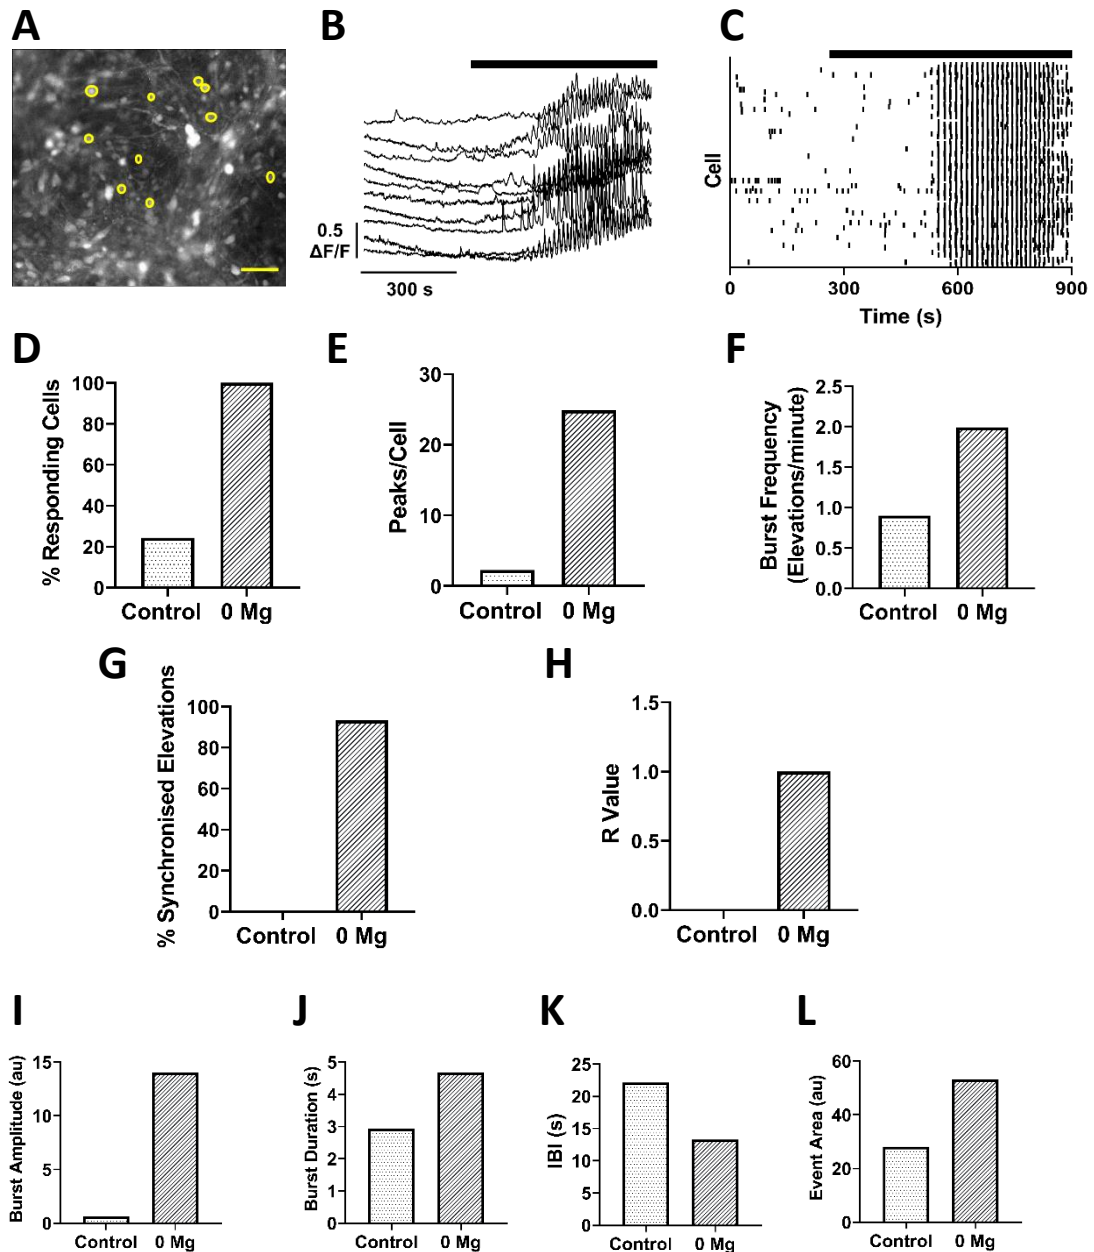 A
B
C
0.5
ΔF/F
300 s
Cell
0
300
600
900
Time (s)
D
E
F
% Responding Cells
100
80
60
40
20
0
Control
0 Mg
Peaks/Cell
30
20
10
0
Control
0 Mg
Burst Frequency
(Elevations/minute)
2.5
2.0
1.5
1.0
0.5
0.0
Control
0 Mg
G
H
% Synchronised Elevations
100
80
60
40
20
0
Control
0 Mg
R Value
1.5
1.0
0.5
0.0
Control
0 Mg
I
J
K
L
Burst Amplitude (au)
15
10
5
0
Control
0 Mg
Burst Duration (s)
5
4
3
2
1
0
Control
0 Mg
IBI (s)
25
20
15
10
5
0
Control
0 Mg
Event Area (au)
60
40
20
0
Control
0 Mg